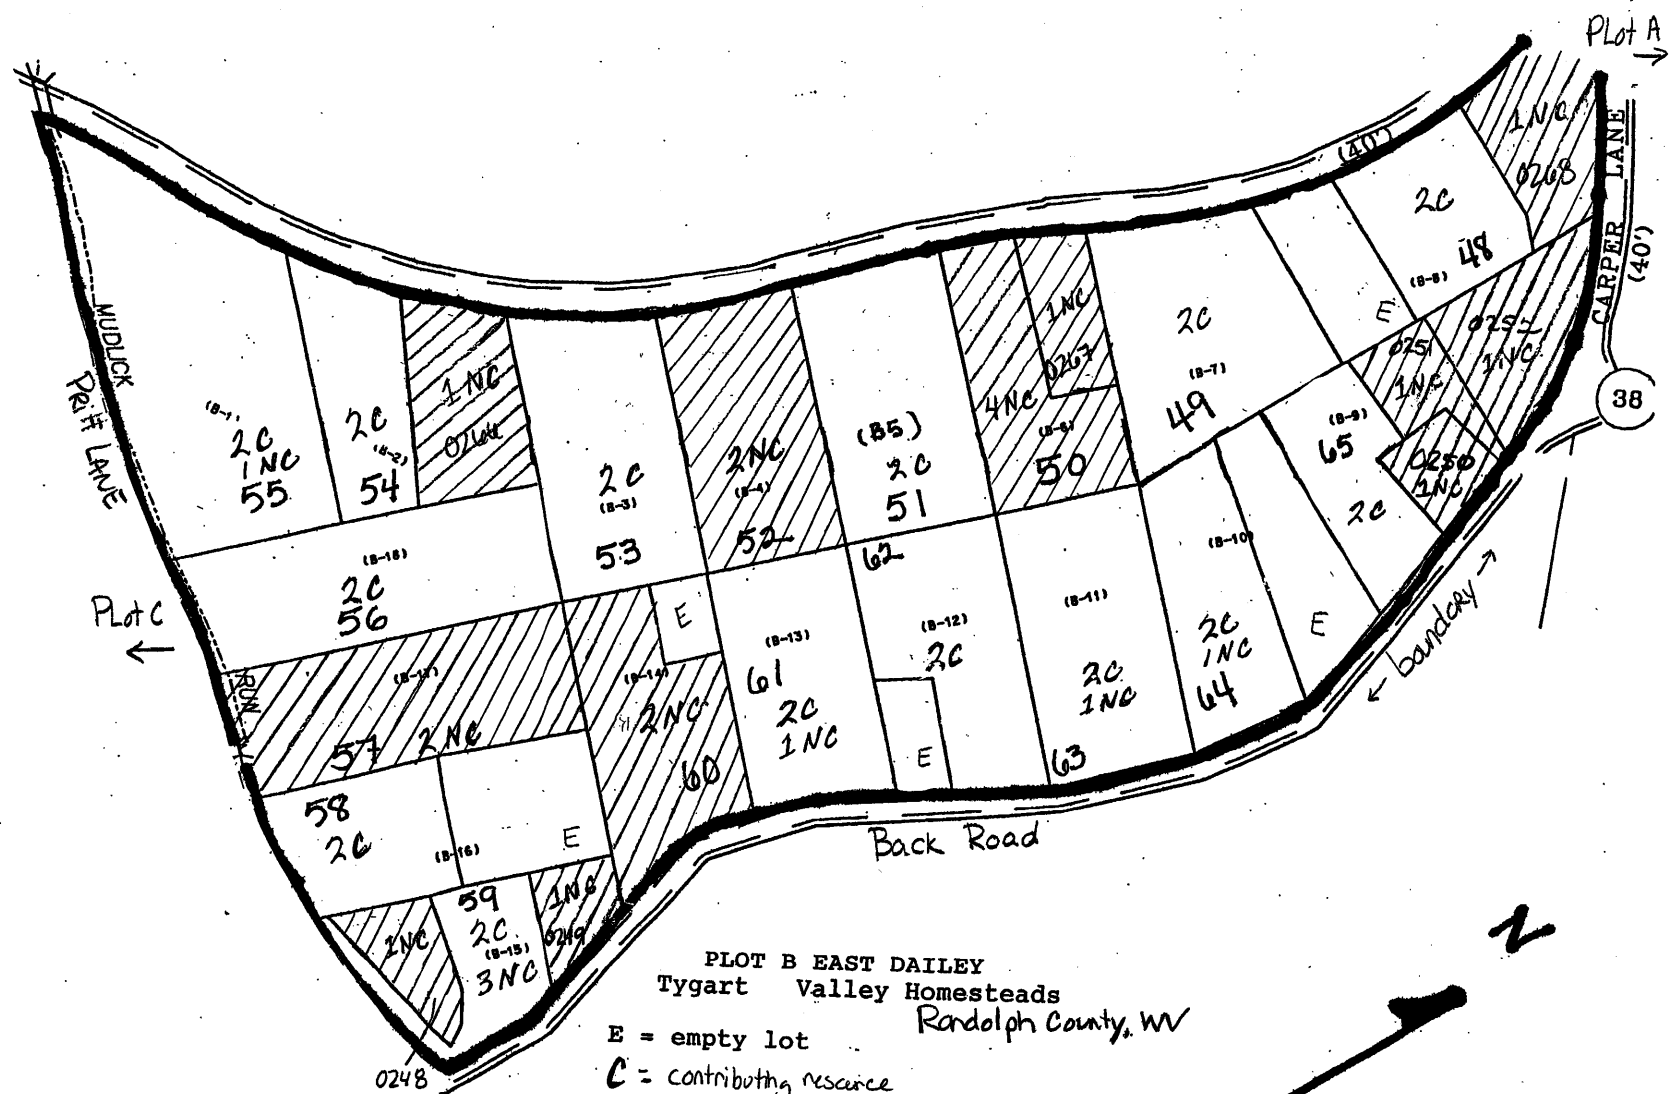 PLot A
→
1NC
0268
CARPER LANE
(40')
(40')
2C
48
(B-8)
E
0252
1NC
0251
1NC
38
2C
(B-7)
49
1NC
0267
4NC
(B-6)
50
(B-9)
65
2C
0250
1NC
(B5)
2C
51
2NC
(B-4)
52
2C
(B-3)
53
1NC
2C
(B-2)
54
(B-1)
2C
1NC
55
MUDLICK
RUN
Pritt LANE
PLot C
←
(B-18)
2C
56
(B-17)
57 2NC
58
2C
(B-16)
E
E
(B-14)
2NC
60
(B-13)
61
2C
1NC
62
(B-12)
2C
E
(B-11)
2C
1NC
63
(B-10)
2C
1NC
64
E
← boundary →
Back Road
1NC
0248
59
2C
(B-15)
3NC
1NC
0249
PLOT B EAST DAILEY
Tygart Valley Homesteads
Randolph County, WV
E = empty lot
C = contributing resource
N